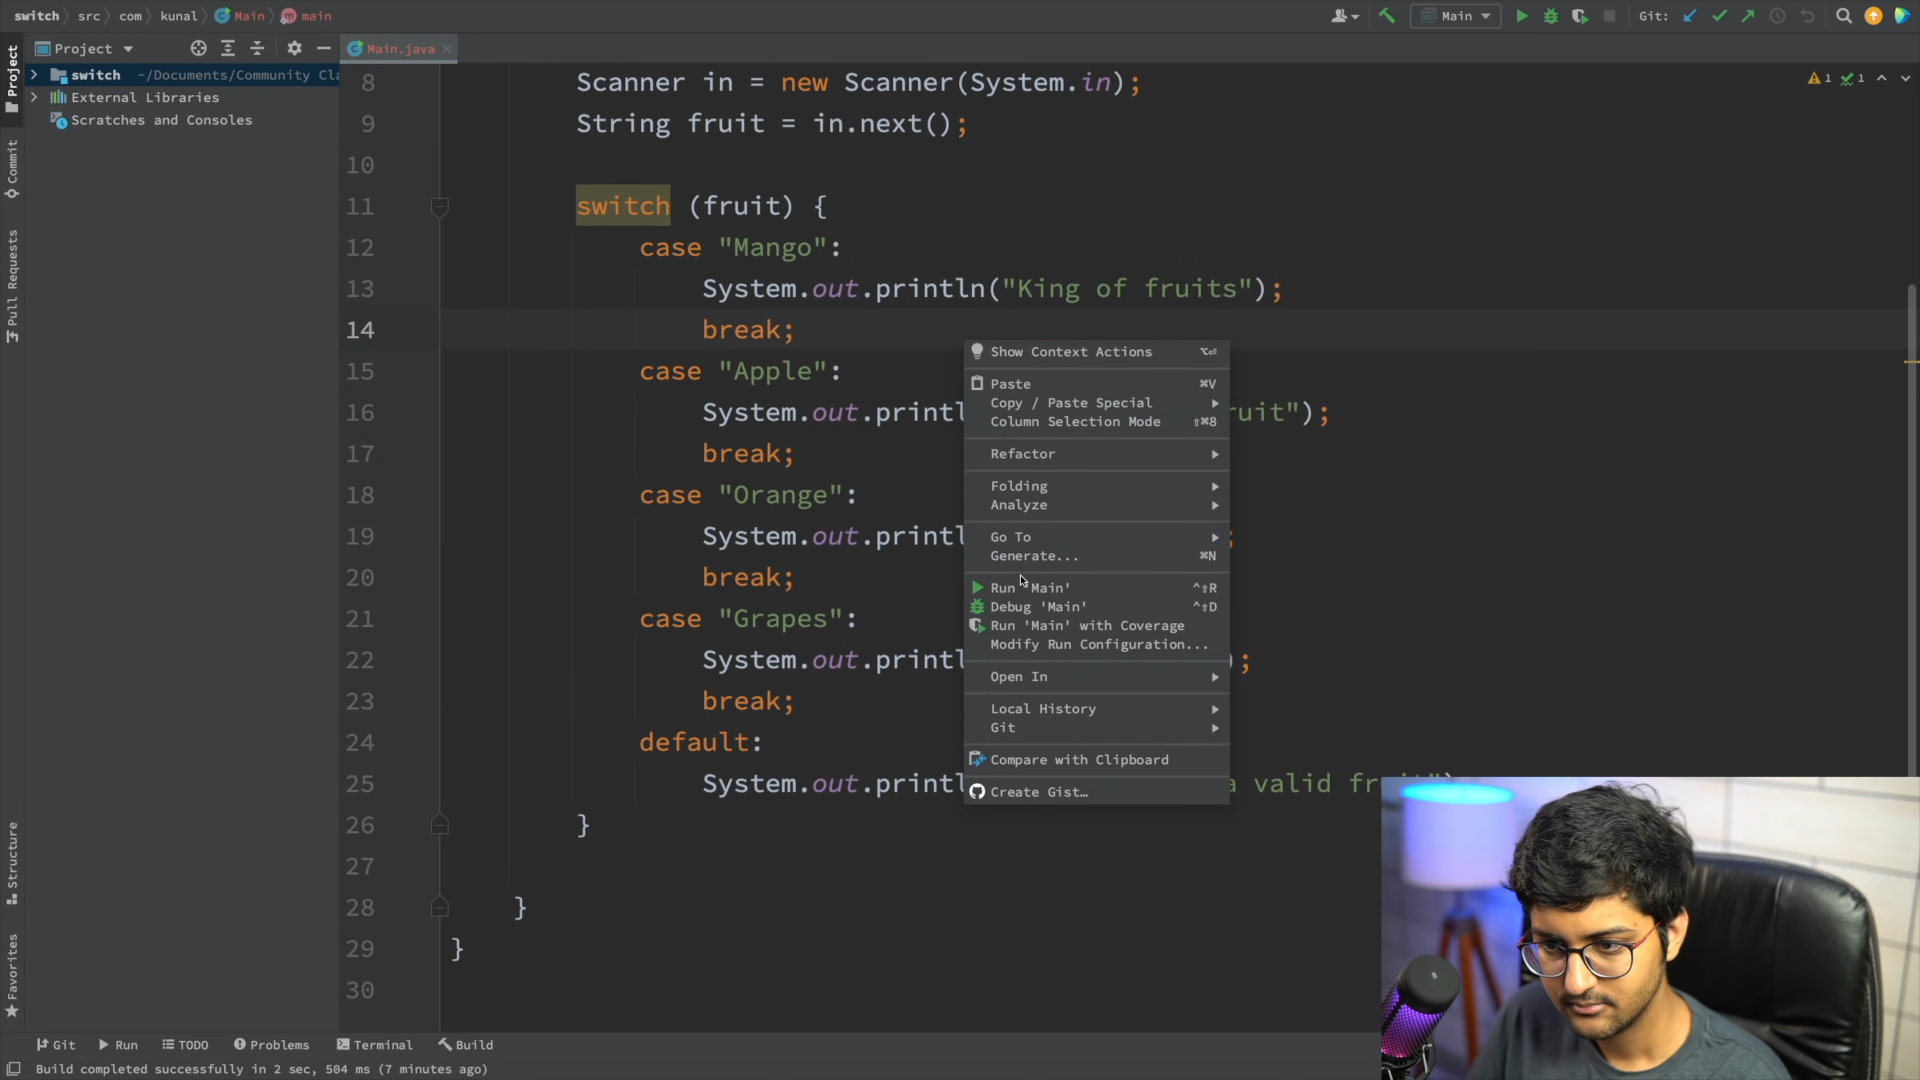 switch src com kunal Main main
Main Git:
Project
Main.java
switch ~/Documents/Community Cla
External Libraries
Scratches and Consoles
Project
Commit
Pull Requests
Structure
Favorites
1 1
8 Scanner in = new Scanner(System.in);
9 String fruit = in.next();
10
11 switch (fruit) {
12 case "Mango":
13 System.out.println("King of fruits");
14 break;
15 case "Apple":
16 System.out.printl ruit");
17 break;
18 case "Orange":
19 System.out.printl ;
20 break;
21 case "Grapes":
22 System.out.printl );
23 break;
24 default:
25 System.out.printl a valid fruit")
26 }
27
28 }
29 }
30
Show Context Actions ⌥⏎
Paste ⌘V
Copy / Paste Special
Column Selection Mode ⇧⌘8
Refactor
Folding
Analyze
Go To
Generate... ⌘N
Run 'Main' ^⇧R
Debug 'Main' ^⇧D
Run 'Main' with Coverage
Modify Run Configuration...
Open In
Local History
Git
Compare with Clipboard
Create Gist…
Git Run TODO Problems Terminal Build
Build completed successfully in 2 sec, 504 ms (7 minutes ago)